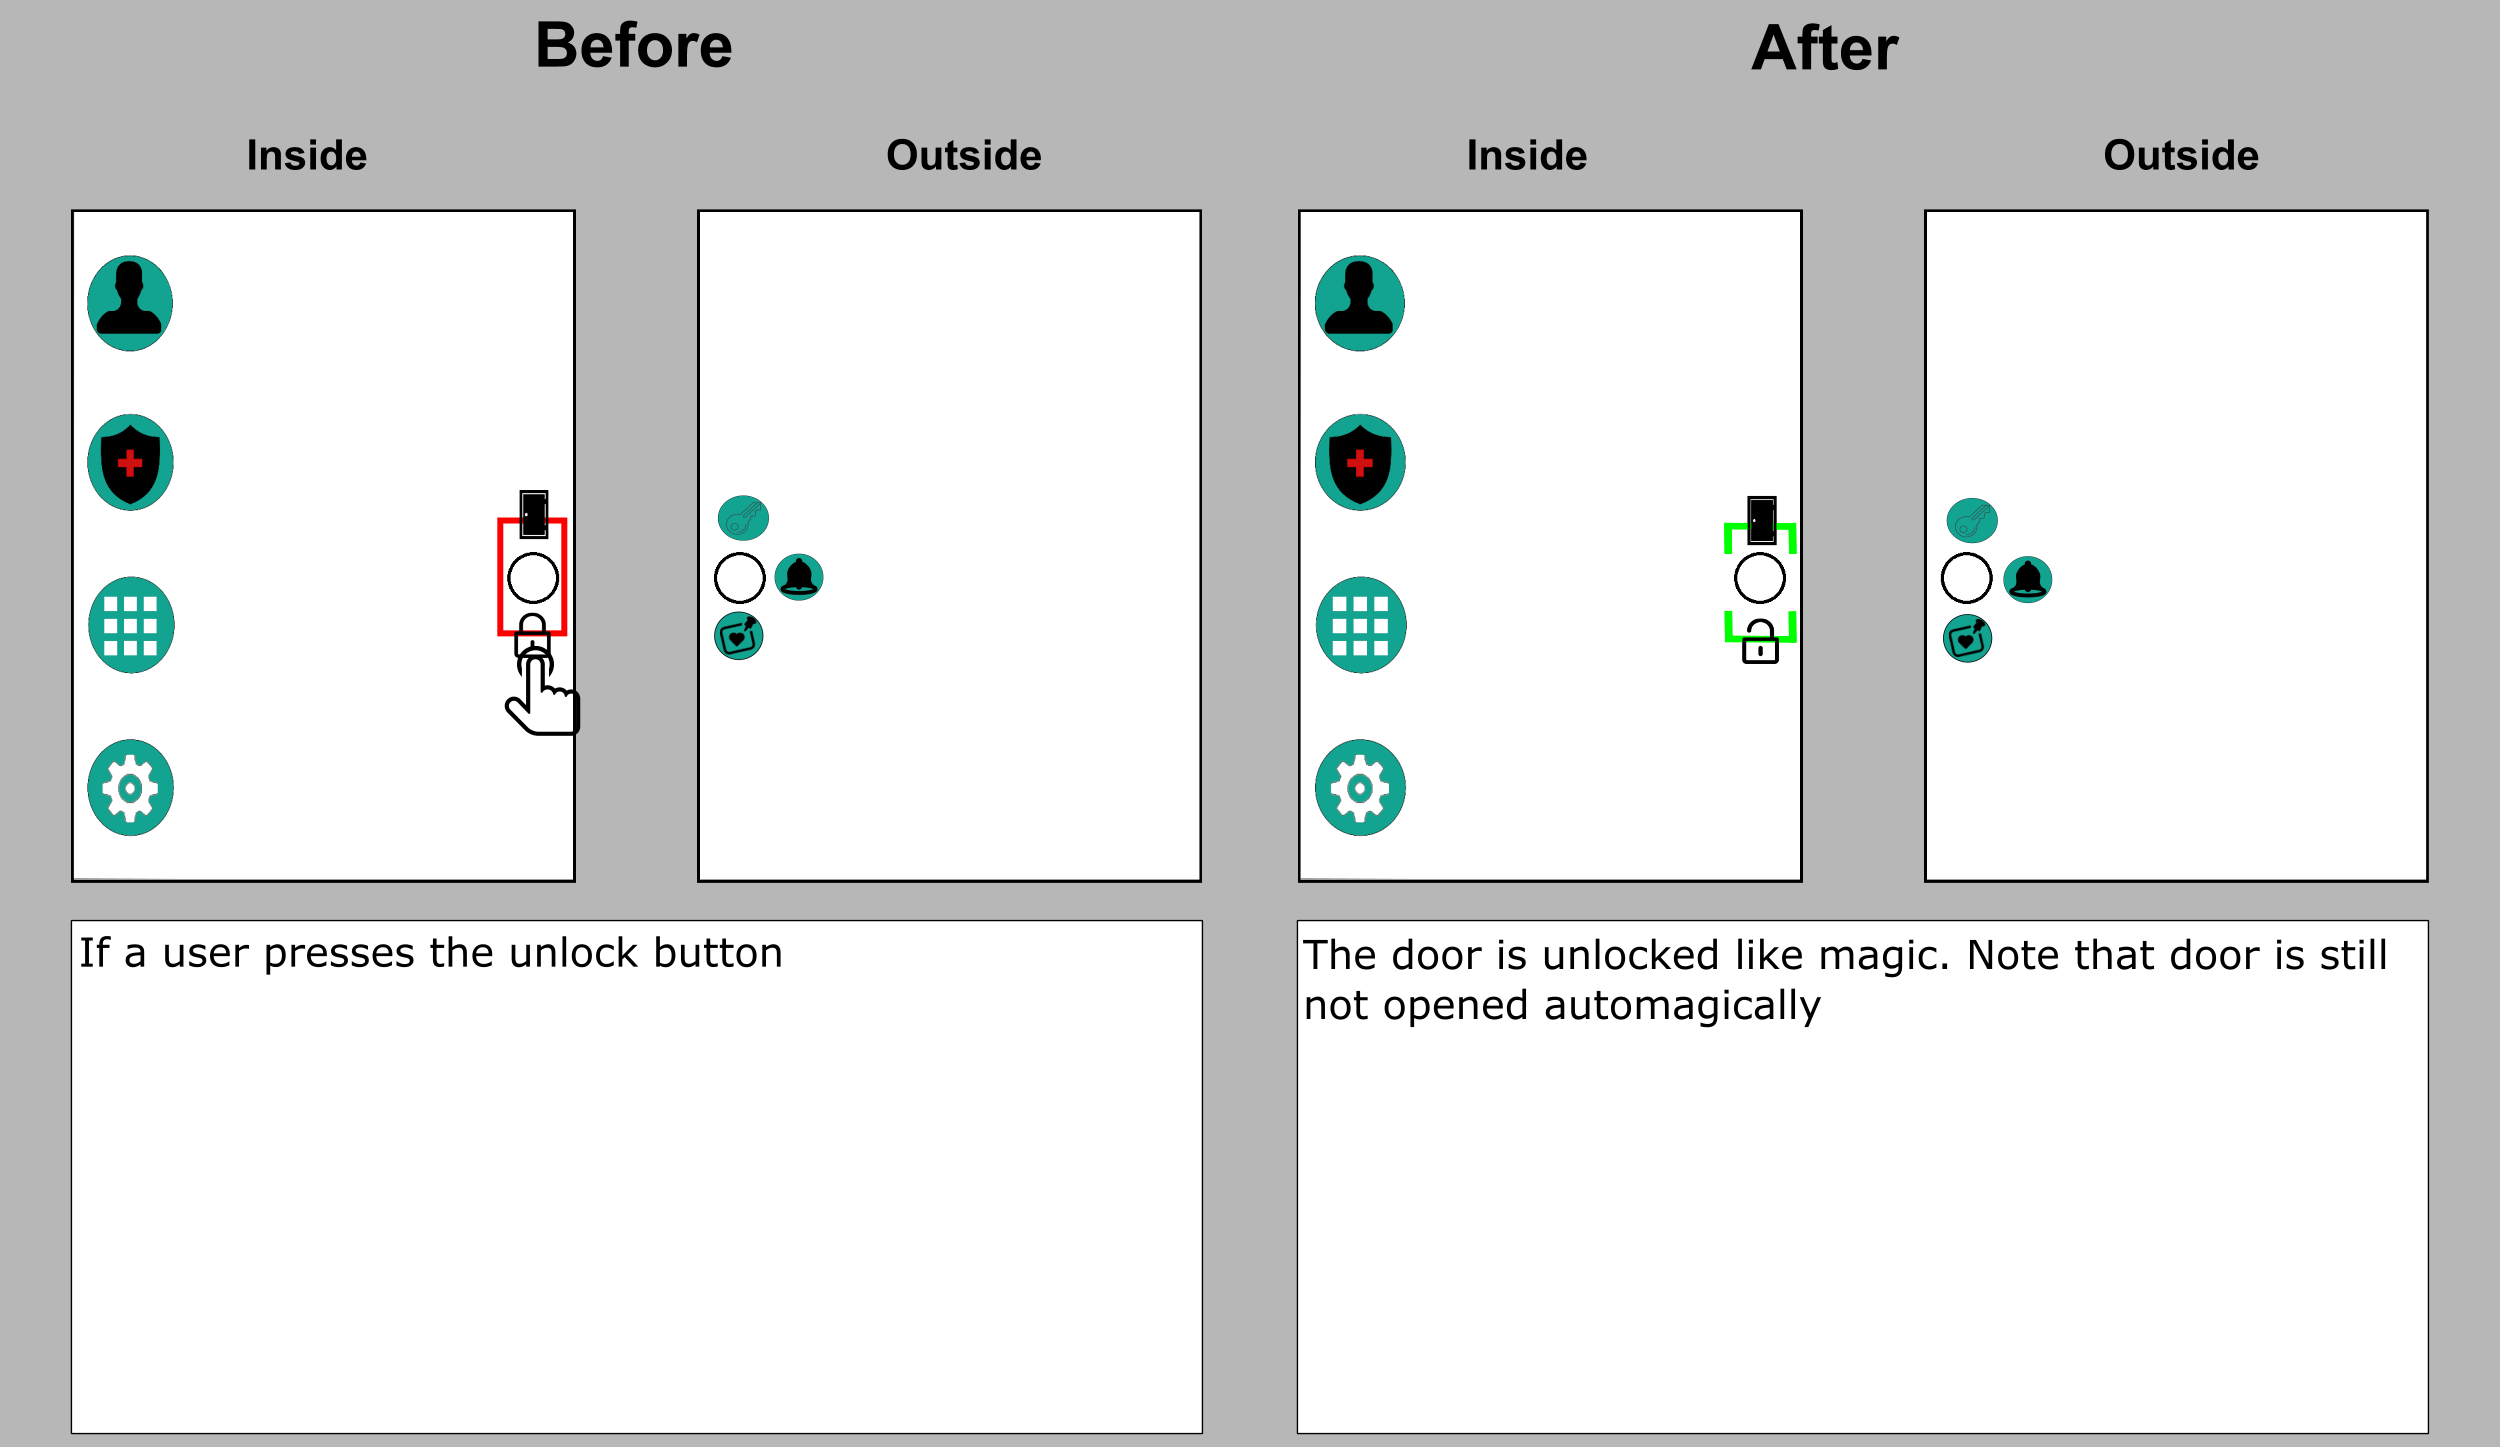 Before
After
Inside
Outside
Inside
Outside
If a user presses the unlock button
The door is unlocked like magic. Note that door is still
not opened automagically